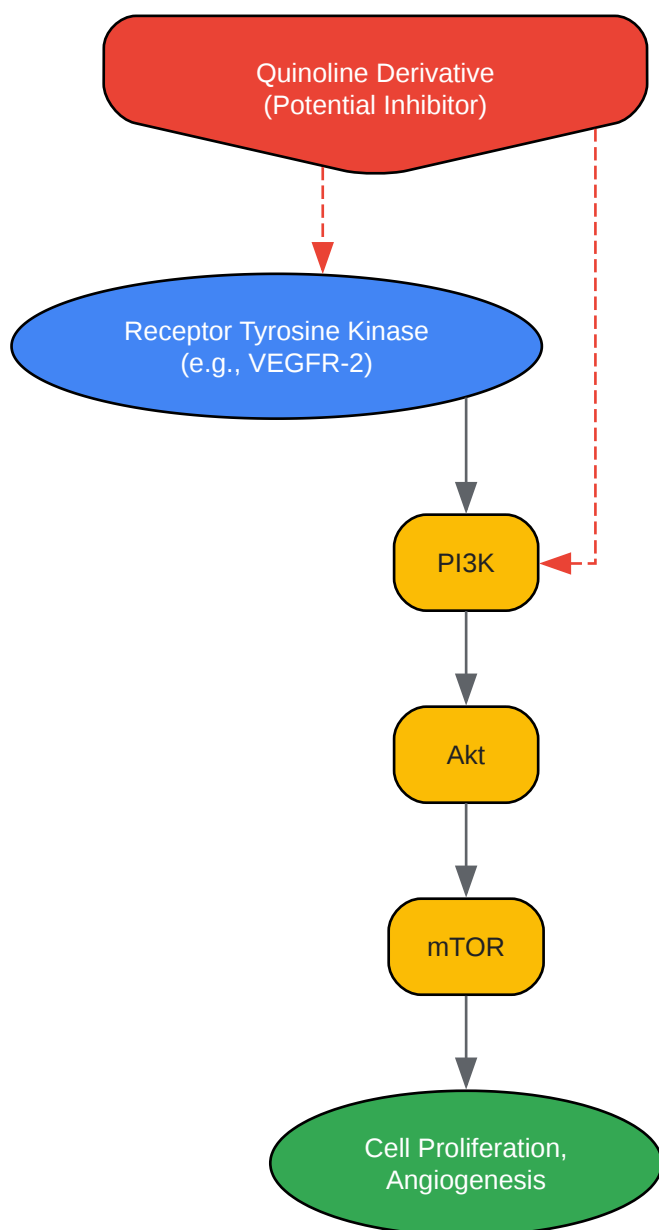 Quinoline Derivative
(Potential Inhibitor)
Receptor Tyrosine Kinase
(e.g., VEGFR-2)
PI3K
Akt
mTOR
Cell Proliferation,
Angiogenesis